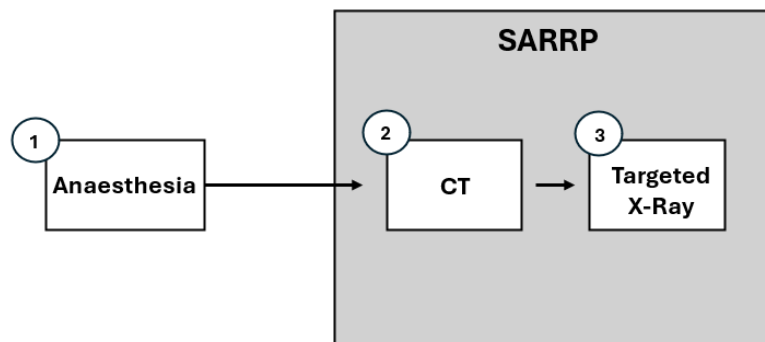 SARRP
1
Anaesthesia
2
CT
3
Targeted
X-Ray